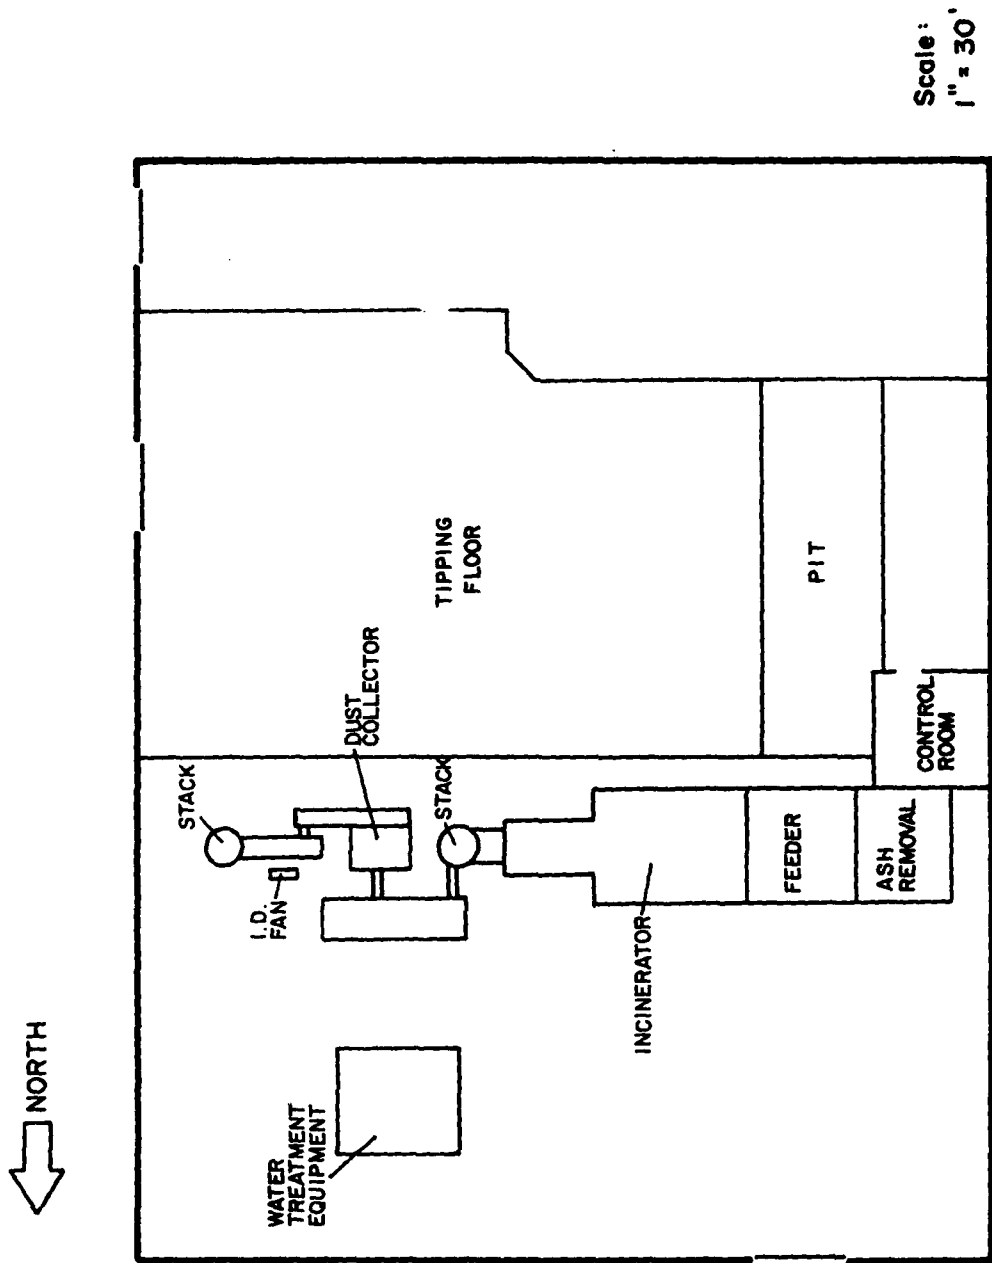 NORTH
Scale:
1" = 30'
STACK
I.D.
FAN
DUST
COLLECTOR
STACK
TIPPING
FLOOR
PIT
CONTROL
ROOM
FEEDER
ASH
REMOVAL
INCINERATOR
WATER
TREATMENT
EQUIPMENT